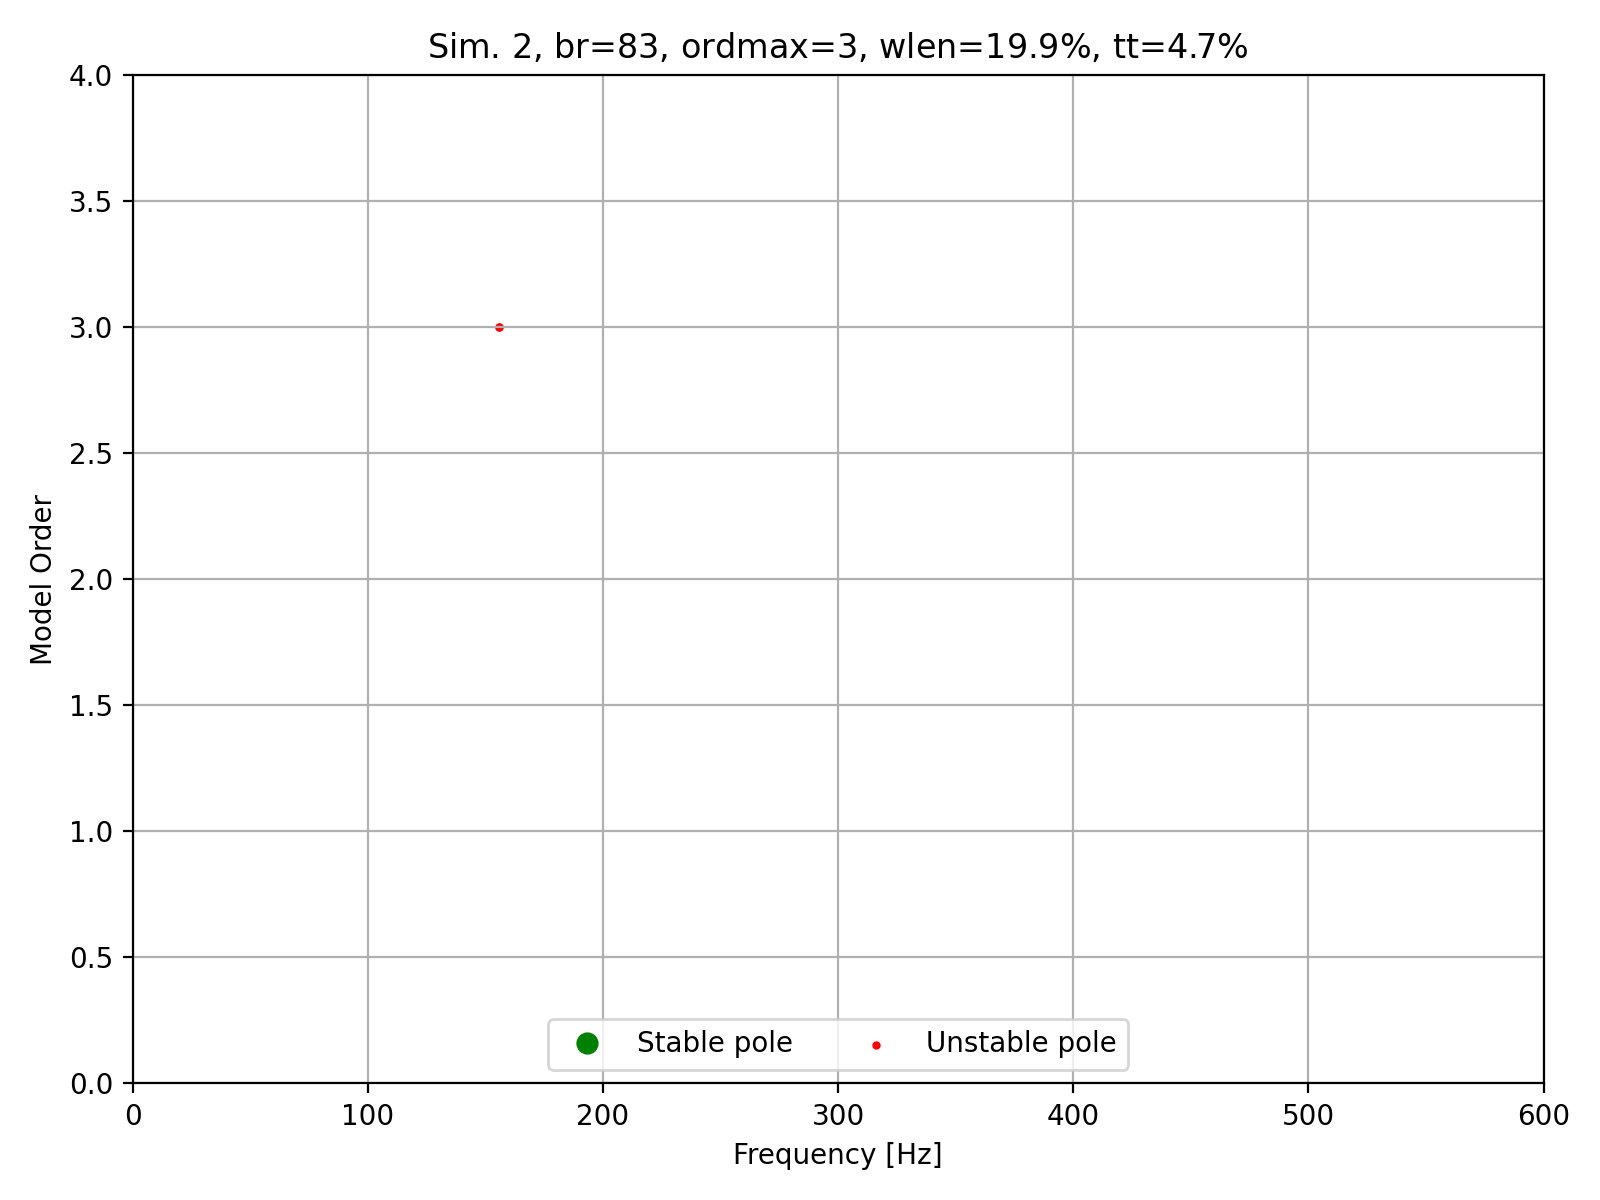 Sim. 2, br=83, ordmax=3, wlen=19.9%, tt=4.7%
4.0
3.5
3.0
2.5
2.0
1.5
1.0
0.5
0.0
Model Order
Stable pole
Unstable pole
0 100 200 300 400 500 600
Frequency [Hz]